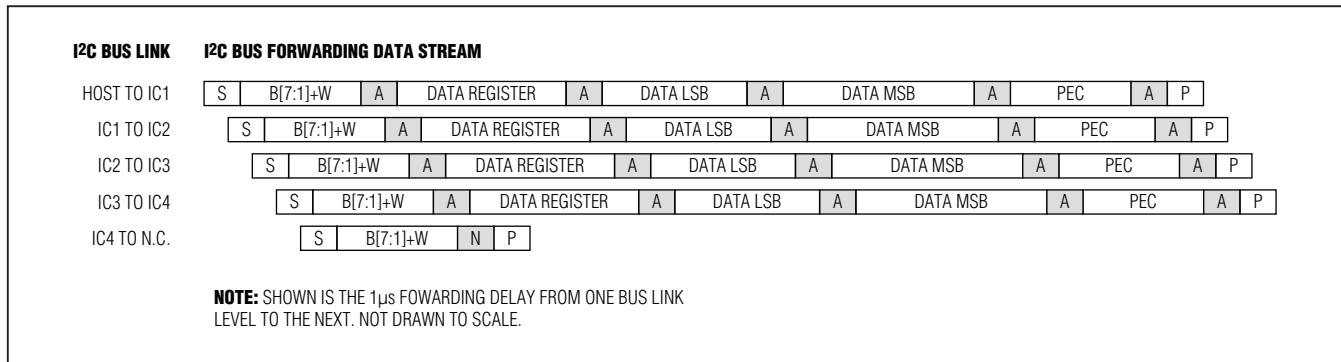 I²C BUS LINK I²C BUS FORWARDING DATA STREAM
HOST TO IC1 S B[7:1]+W A DATA REGISTER A DATA LSB A DATA MSB A PEC A P
IC1 TO IC2 S B[7:1]+W A DATA REGISTER A DATA LSB A DATA MSB A PEC A P
IC2 TO IC3 S B[7:1]+W A DATA REGISTER A DATA LSB A DATA MSB A PEC A P
IC3 TO IC4 S B[7:1]+W A DATA REGISTER A DATA LSB A DATA MSB A PEC A P
IC4 TO N.C. S B[7:1]+W N P
NOTE: SHOWN IS THE 1µs FOWARDING DELAY FROM ONE BUS LINK
LEVEL TO THE NEXT. NOT DRAWN TO SCALE.